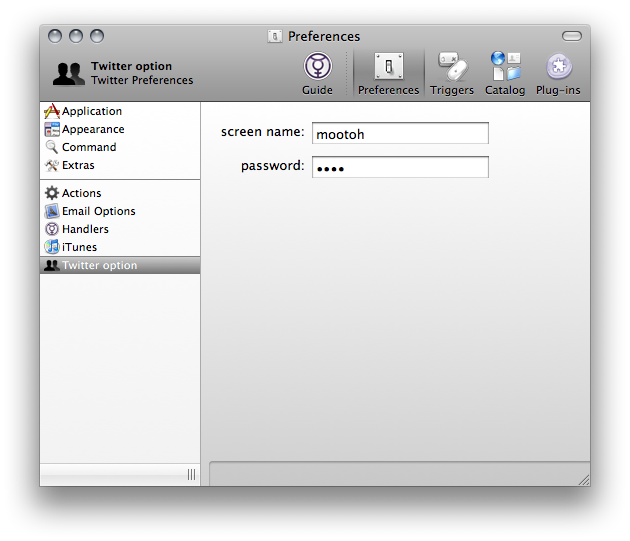 Preferences
Twitter option
Twitter Preferences
Guide
Preferences
Triggers
Catalog
Plug-ins
Application
Appearance
Command
Extras
Actions
Email Options
Handlers
iTunes
Twitter option
screen name: mootoh
password: ••••